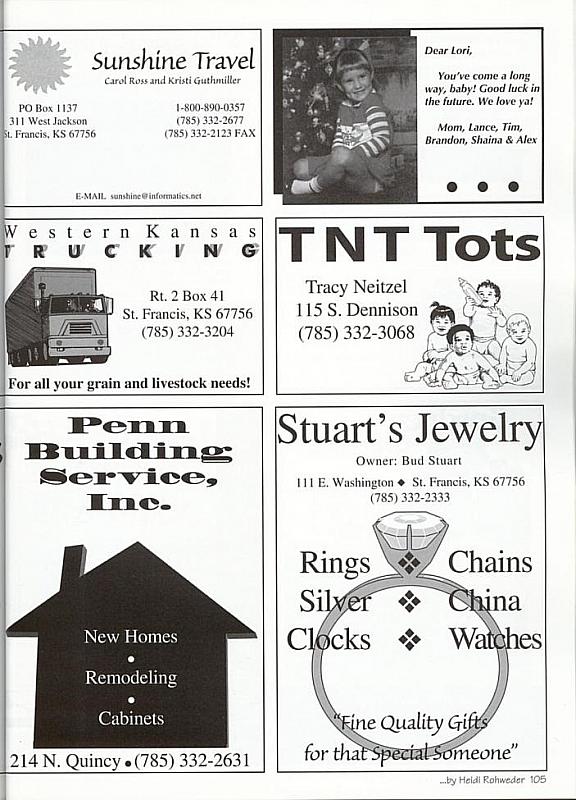 Sunshine Travel
Carol Ross and Kristi Guthmiller
PO Box 1137
311 West Jackson
St. Francis, KS 67756
1-800-890-0357
(785) 332-2677
(785) 332-2123 FAX
E-MAIL sunshine@informatics.net
Dear Lori,
You've come a long
way, baby! Good luck in
the future. We love ya!
Mom, Lance, Tim,
Brandon, Shaina & Alex
Western Kansas
TRUCKING
Rt. 2 Box 41
St. Francis, KS 67756
(785) 332-3204
For all your grain and livestock needs!
TNT Tots
Tracy Neitzel
115 S. Dennison
(785) 332-3068
Penn
Building
Service,
Inc.
New Homes
•
Remodeling
•
Cabinets
214 N. Quincy • (785) 332-2631
Stuart's Jewelry
Owner: Bud Stuart
111 E. Washington ◆ St. Francis, KS 67756
(785) 332-2333
Rings ❖ Chains
Silver ❖ China
Clocks ❖ Watches
"Fine Quality Gifts
for that Special Someone"
...by Heidi Rohweder 105